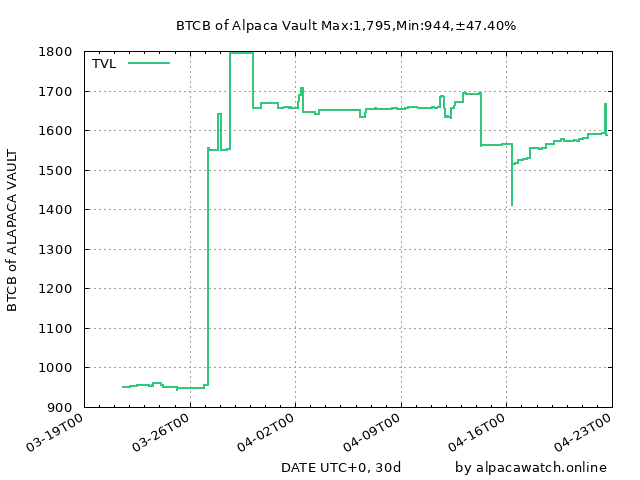 BTCB of Alpaca Vault Max:1,795,Min:944,±47.40%
TVL
1800
1700
1600
1500
1400
1300
1200
1100
1000
900
BTCB of ALAPACA VAULT
03-19T00
03-26T00
04-02T00
04-09T00
04-16T00
04-23T00
DATE UTC+0, 30d
by alpacawatch.online